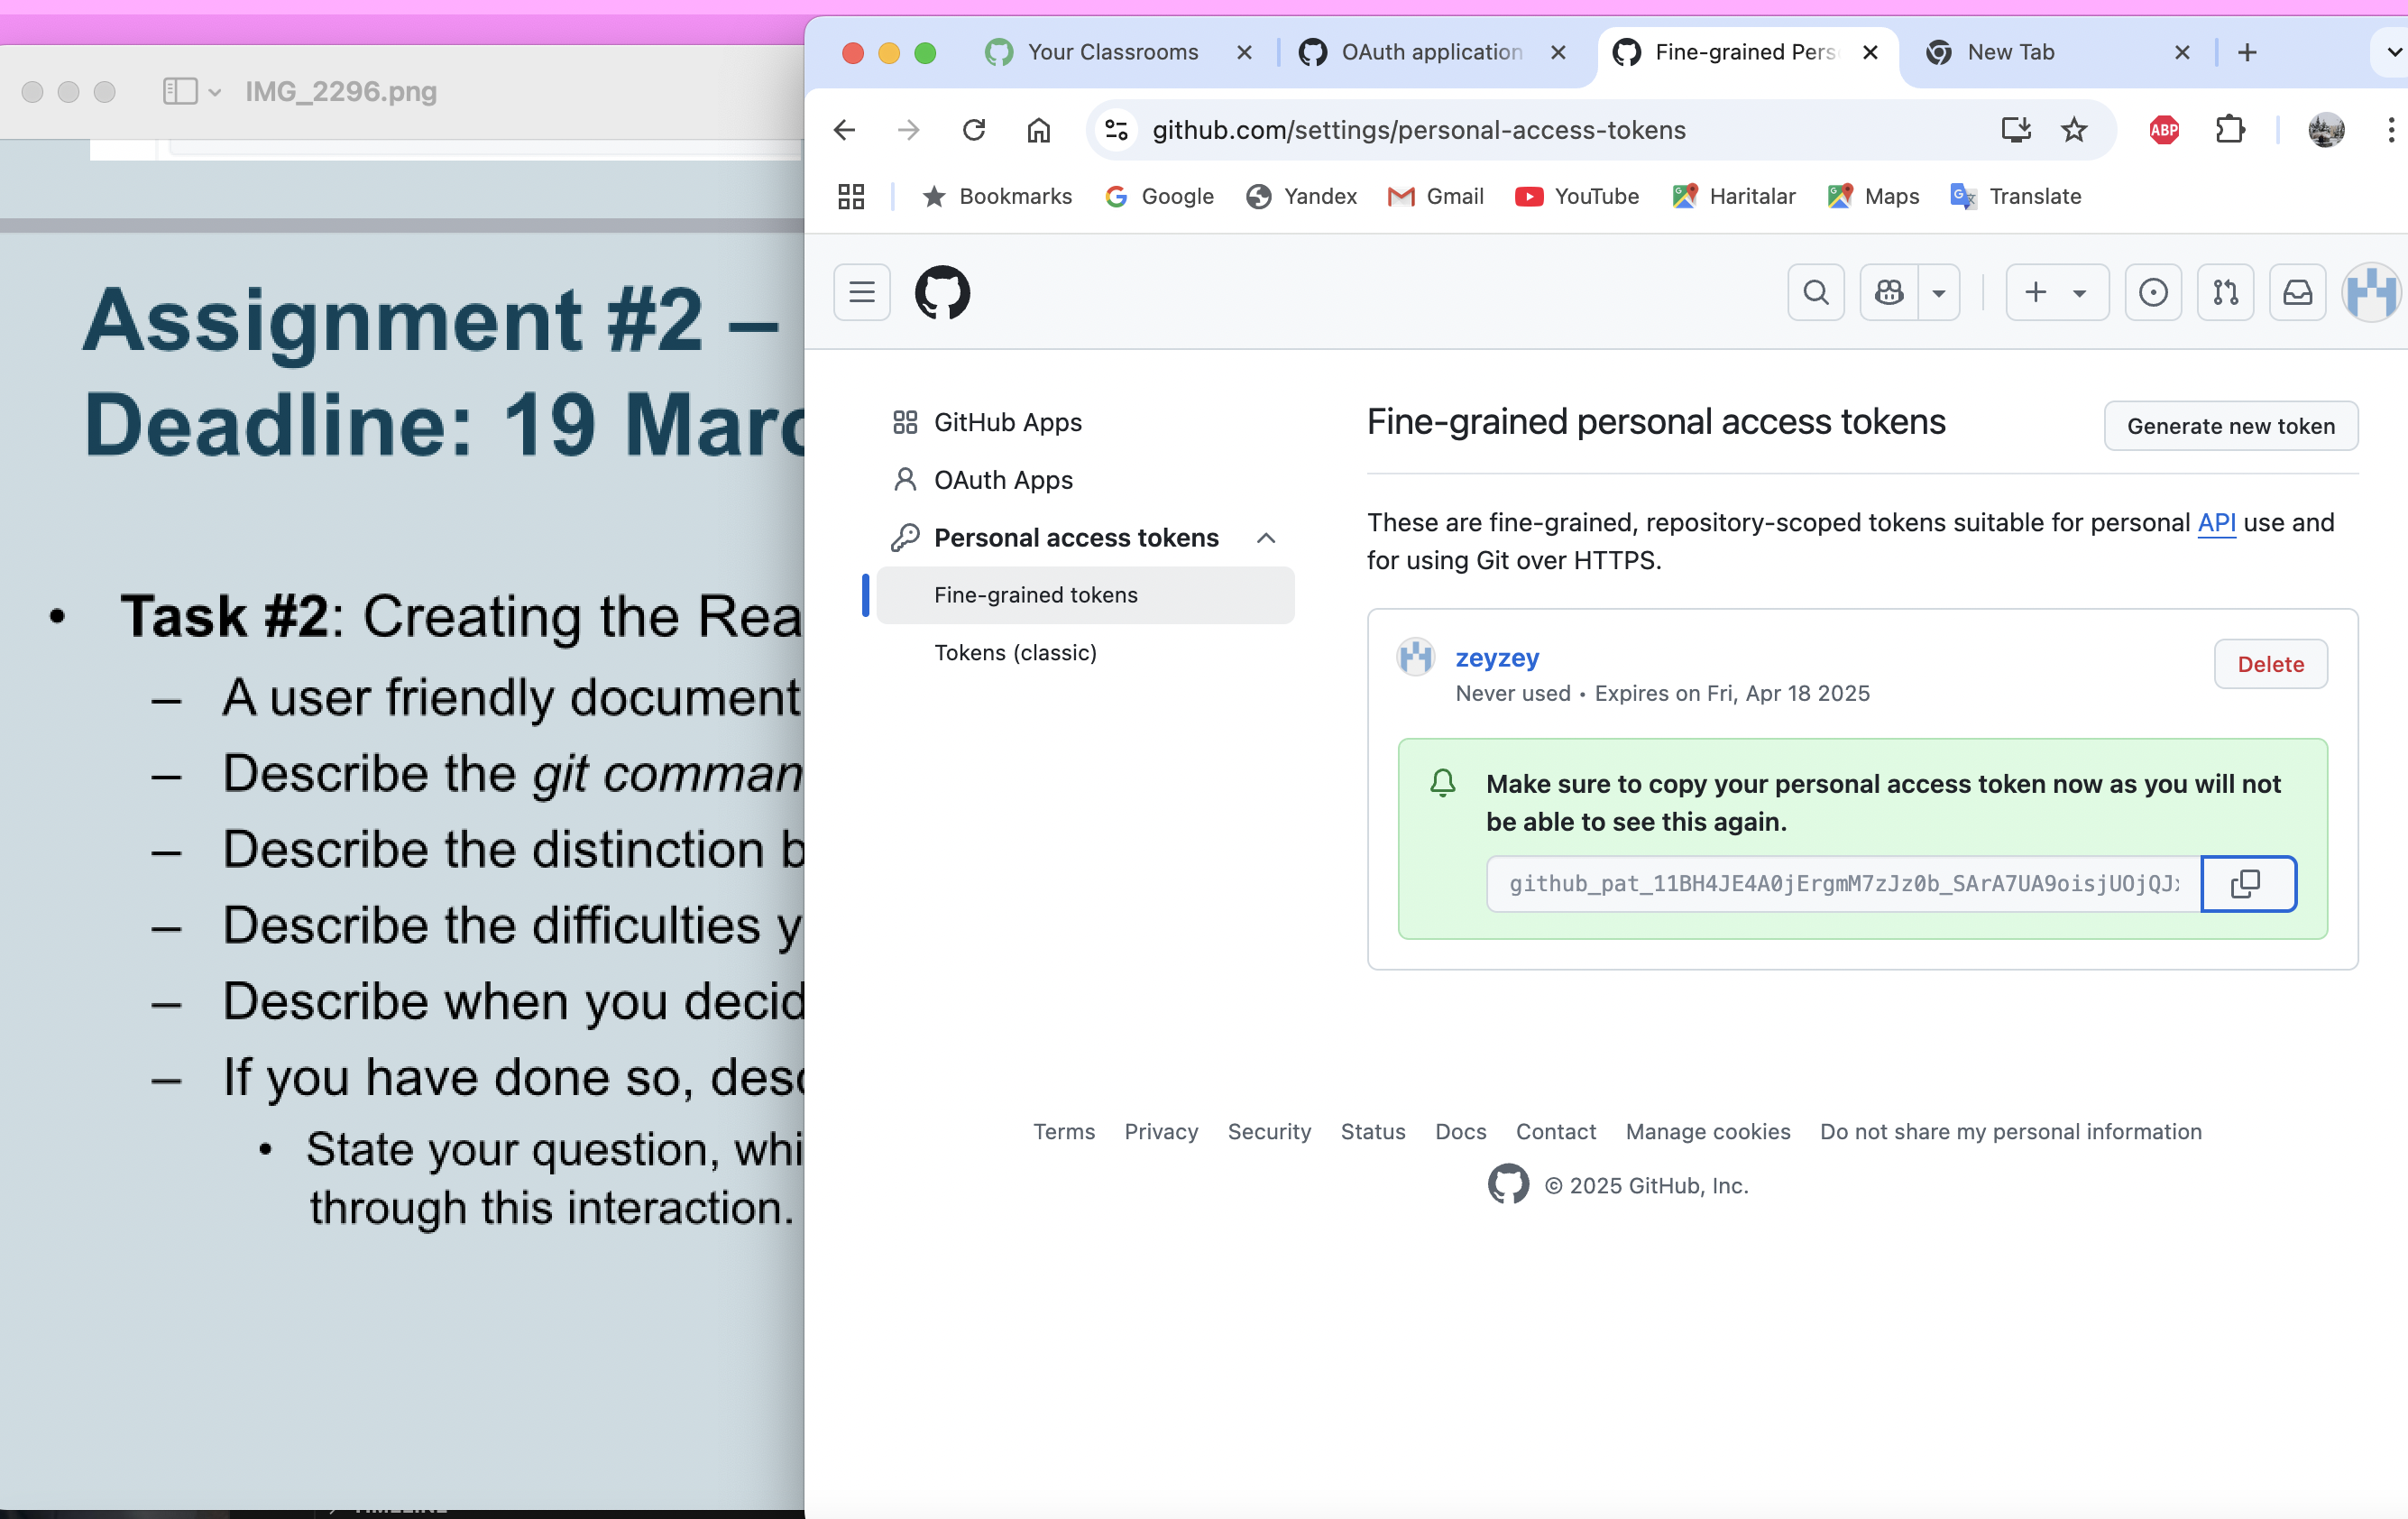 IMG_2296.png
Assignment #2 –
Deadline: 19 Marc
• Task #2: Creating the Rea
– A user friendly document
– Describe the git comman
– Describe the distinction b
– Describe the difficulties y
– Describe when you decid
– If you have done so, desc
• State your question, whi
through this interaction.
Your Classrooms
OAuth application
Fine-grained Pers
New Tab
github.com/settings/personal-access-tokens
ABP
Bookmarks Google Yandex Gmail YouTube Haritalar Maps Translate
GitHub Apps
OAuth Apps
Personal access tokens
Fine-grained tokens
Tokens (classic)
Fine-grained personal access tokens
Generate new token
These are fine-grained, repository-scoped tokens suitable for personal API use and
for using Git over HTTPS.
zeyzey
Never used • Expires on Fri, Apr 18 2025
Delete
Make sure to copy your personal access token now as you will not
be able to see this again.
github_pat_11BH4JE4A0jErgmM7zJz0b_SArA7UA9oisjUOjQJ
Terms Privacy Security Status Docs Contact Manage cookies Do not share my personal information
© 2025 GitHub, Inc.